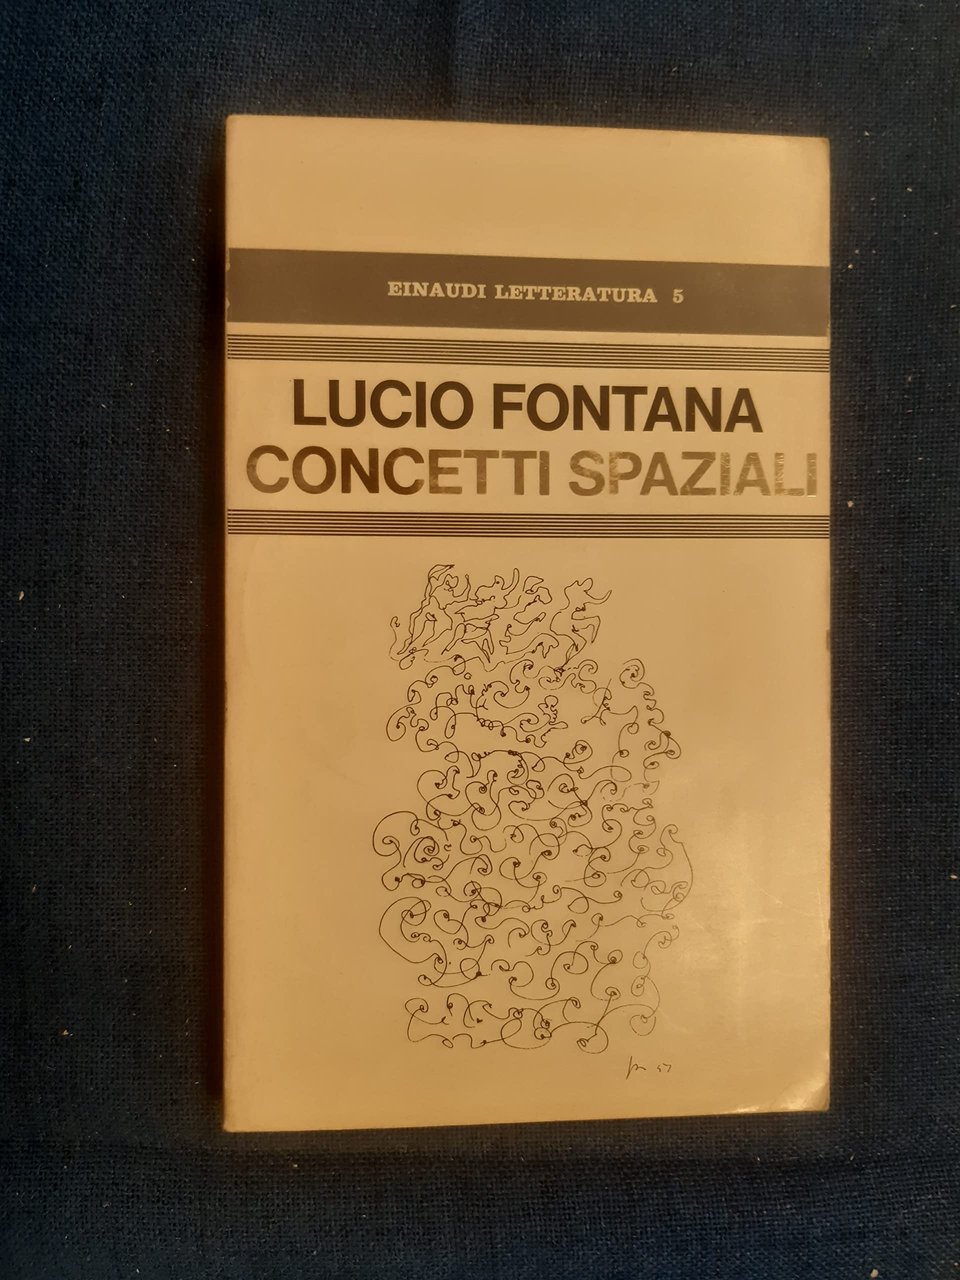 EINAUDI LETTERATURA 5
LUCIO FONTANA
CONCETTI SPAZIALI